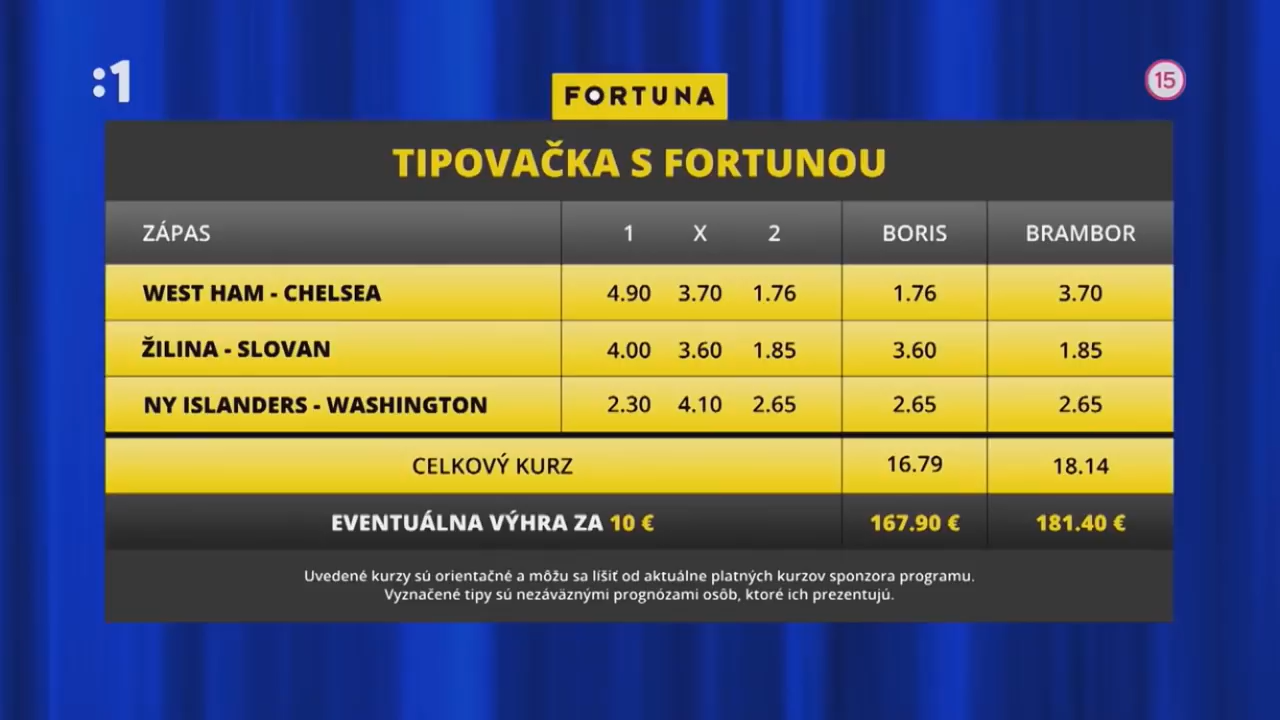 :1
15
FORTUNA
TIPOVAČKA S FORTUNOU
ZÁPAS 1 X 2 BORIS BRAMBOR
WEST HAM - CHELSEA 4.90 3.70 1.76 1.76 3.70
ŽILINA - SLOVAN 4.00 3.60 1.85 3.60 1.85
NY ISLANDERS - WASHINGTON 2.30 4.10 2.65 2.65 2.65
CELKOVÝ KURZ 16.79 18.14
EVENTUÁLNA VÝHRA ZA 10 € 167.90 € 181.40 €
Uvedené kurzy sú orientačné a môžu sa líšiť od aktuálne platných kurzov sponzora programu.
Vyznačené tipy sú nezáväznými prognózami osôb, ktoré ich prezentujú.